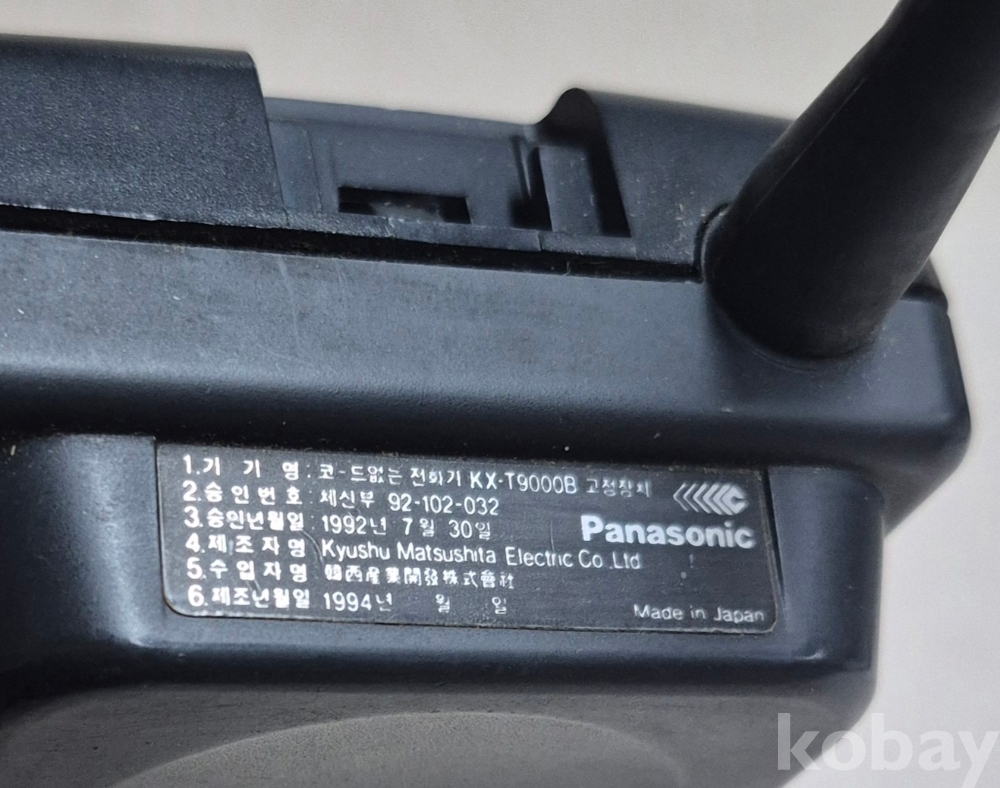 1.기 기 명 : 코-드없는 전화기 KX-T9000B 고정장치
2.승 인 번 호 : 체신부 92-102-032
3.승인년월일 : 1992년 7월 30일
Panasonic
4.제 조 자 명 Kyushu Matsushita Electric Co.Ltd
5.수 입 자 명 韓西産業開發株式會社
6.제조년월일 1994년 월 일
Made in Japan
kobay